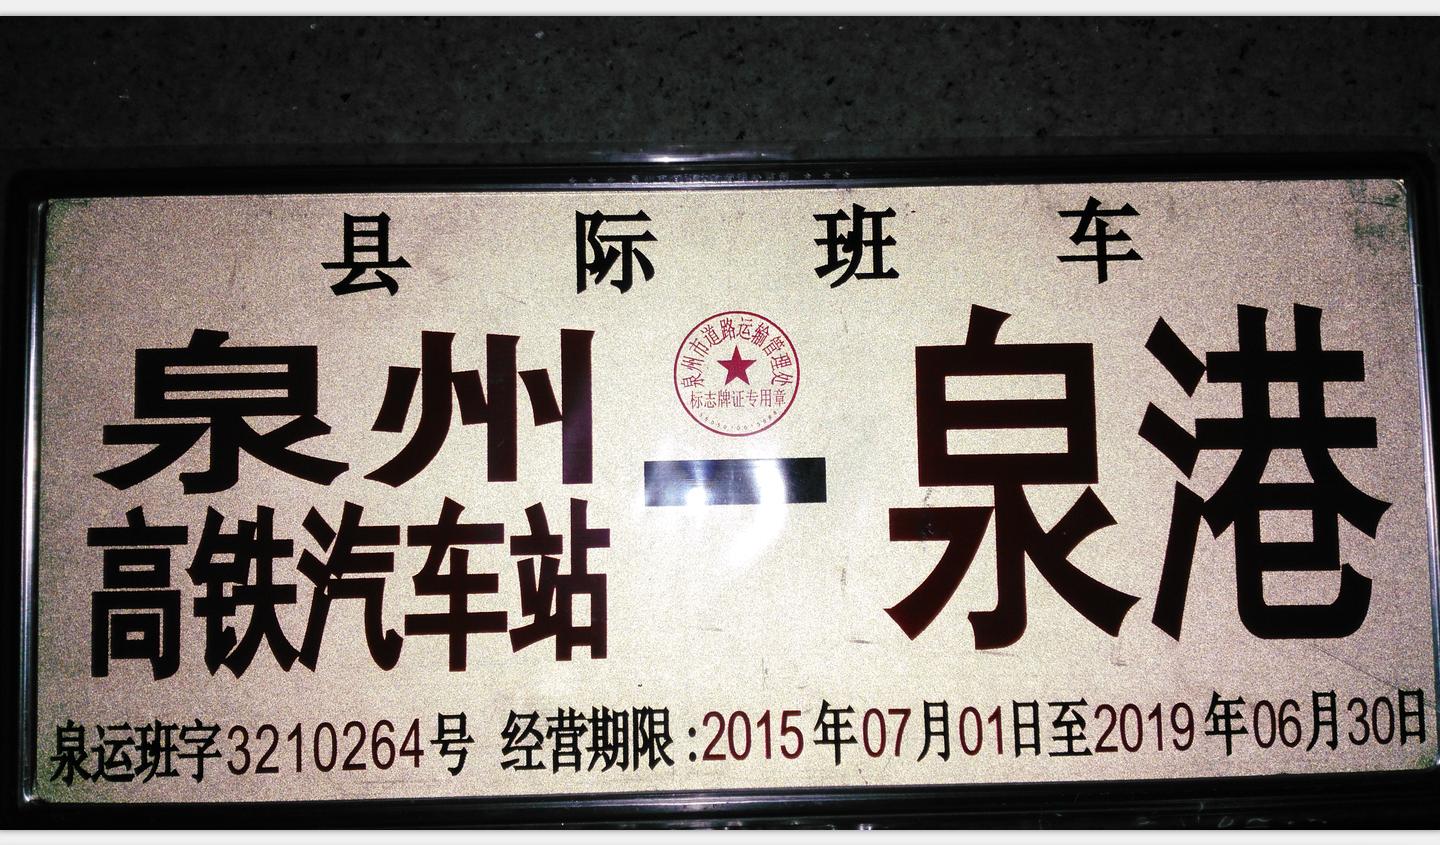 县际班车
泉州市道路运输管理处
标志牌证专用章
泉州
高铁汽车站
—
泉港
泉运班字3210264号 经营期限:2015年07月01日至2019年06月30日